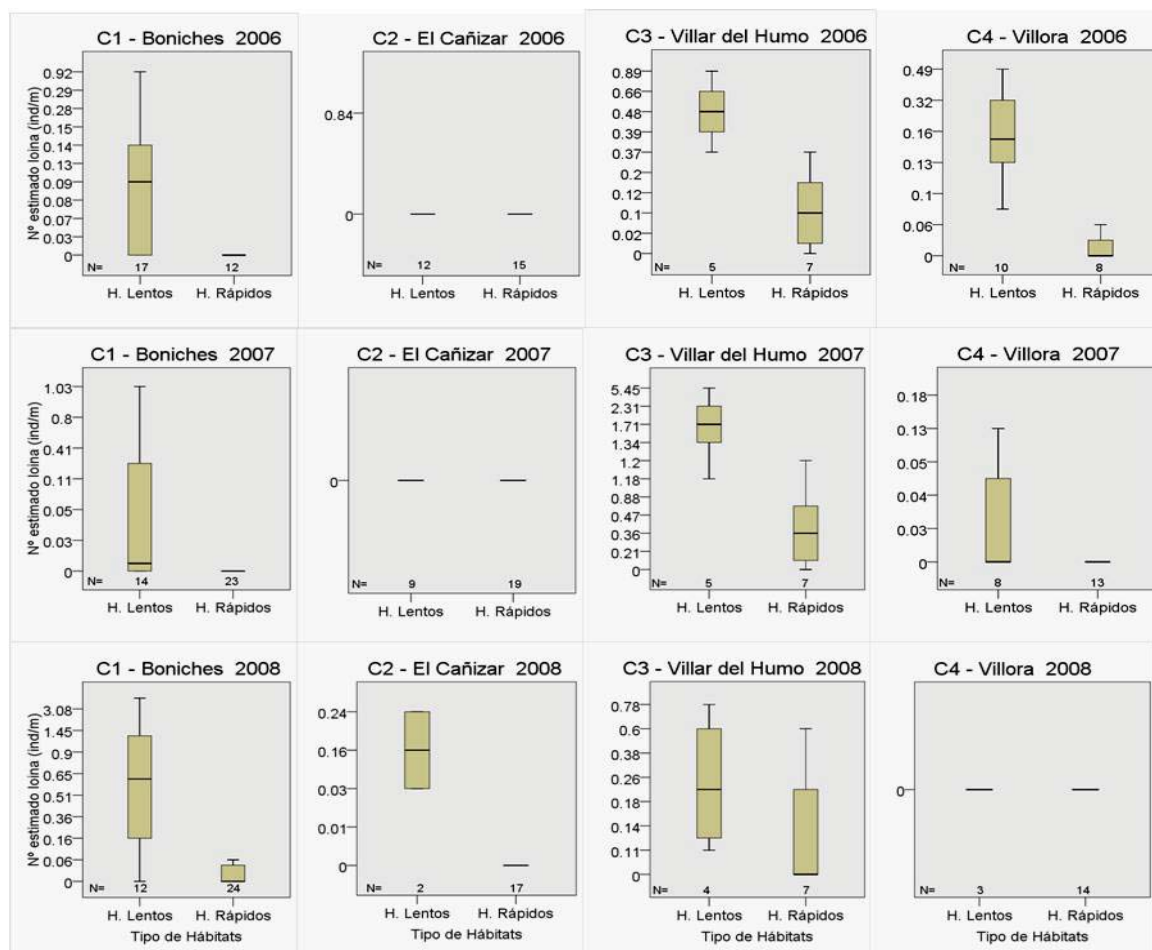 C1 - Boniches 2006
Nº estimado loina (ind/m)
0.92
0.29
0.28
0.15
0.14
0.13
0.09
0.08
0.07
0.03
0
N= 17 12
H. Lentos H. Rápidos
C2 - El Cañizar 2006
0.84
0
N= 12 15
H. Lentos H. Rápidos
C3 - Villar del Humo 2006
0.89
0.66
0.48
0.39
0.37
0.2
0.12
0.1
0.02
0
N= 5 7
H. Lentos H. Rápidos
C4 - Villora 2006
0.49
0.32
0.16
0.13
0.1
0.06
0
N= 10 8
H. Lentos H. Rápidos
C1 - Boniches 2007
Nº estimado loina (ind/m)
1.03
0.8
0.41
0.11
0.05
0.03
0
N= 14 23
H. Lentos H. Rápidos
C2 - El Cañizar 2007
0
N= 9 19
H. Lentos H. Rápidos
C3 - Villar del Humo 2007
5.45
2.31
1.71
1.34
1.2
1.18
0.88
0.47
0.36
0.21
0
N= 5 7
H. Lentos H. Rápidos
C4 - Villora 2007
0.18
0.13
0.05
0.04
0.03
0
N= 8 13
H. Lentos H. Rápidos
C1 - Boniches 2008
Nº estimado loina (ind/m)
3.08
1.45
0.9
0.65
0.51
0.36
0.16
0.06
0
N= 12 24
H. Lentos H. Rápidos
Tipo de Hábitats
C2 - El Cañizar 2008
0.24
0.16
0.03
0.01
0
N= 2 17
H. Lentos H. Rápidos
Tipo de Hábitats
C3 - Villar del Humo 2008
0.78
0.6
0.38
0.26
0.18
0.14
0.11
0
N= 4 7
H. Lentos H. Rápidos
Tipo de Hábitats
C4 - Villora 2008
0
N= 3 14
H. Lentos H. Rápidos
Tipo de Hábitats